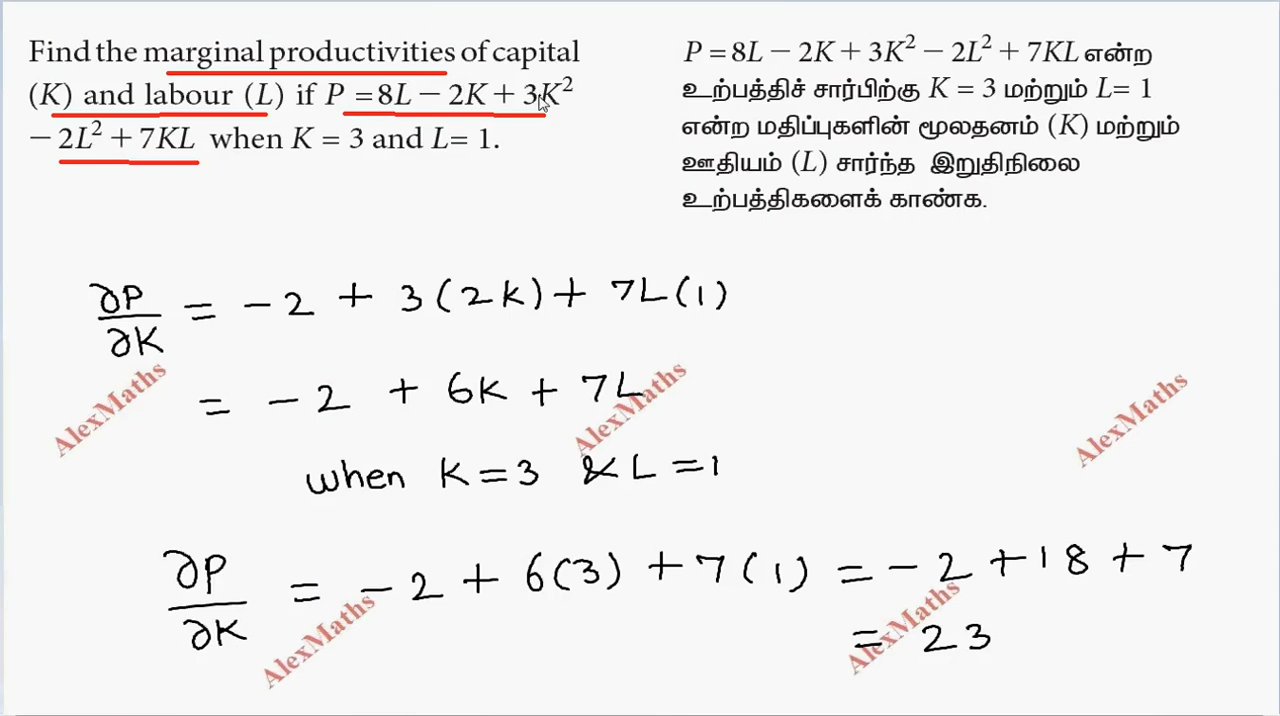 Find the marginal productivities of capital
(K) and labour (L) if P = 8L − 2K + 3K²
− 2L² + 7KL when K = 3 and L= 1.
P = 8L − 2K + 3K² − 2L² + 7KL என்ற
உற்பத்திச் சார்பிற்கு K = 3 மற்றும் L= 1
என்ற மதிப்புகளின் மூலதனம் (K) மற்றும்
ஊதியம் (L) சார்ந்த இறுதிநிலை
உற்பத்திகளைக் காண்க.
∂P/∂K = −2 + 3(2K) + 7L(1)
= −2 + 6K + 7L
when K = 3 & L = 1
∂P/∂K = −2 + 6(3) + 7(1) = −2 + 18 + 7
= 23
AlexMaths
AlexMaths
AlexMaths
AlexMaths
AlexMaths